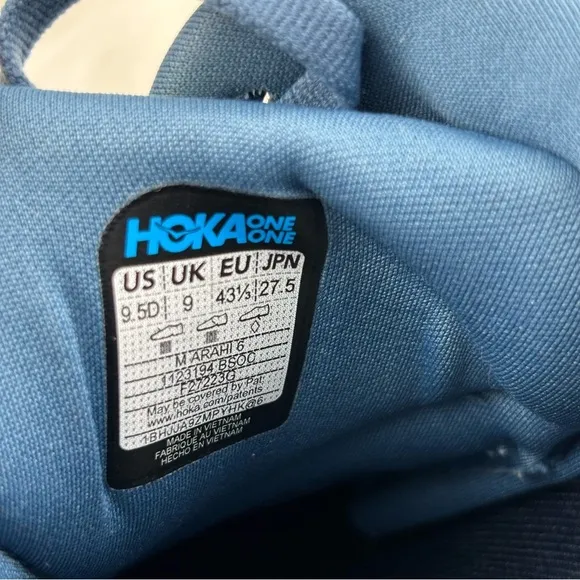 HOKA ONE ONE
US UK EU JPN
9.5D 9 43⅓ 27.5
M ARAHI 6
1123194 BSOC
F27223G
May be covered by Pat:
www.hoka.com/patents
MADE IN VIETNAM
FABRIQUE AU VIETNAM
HECHO EN VIETNAM